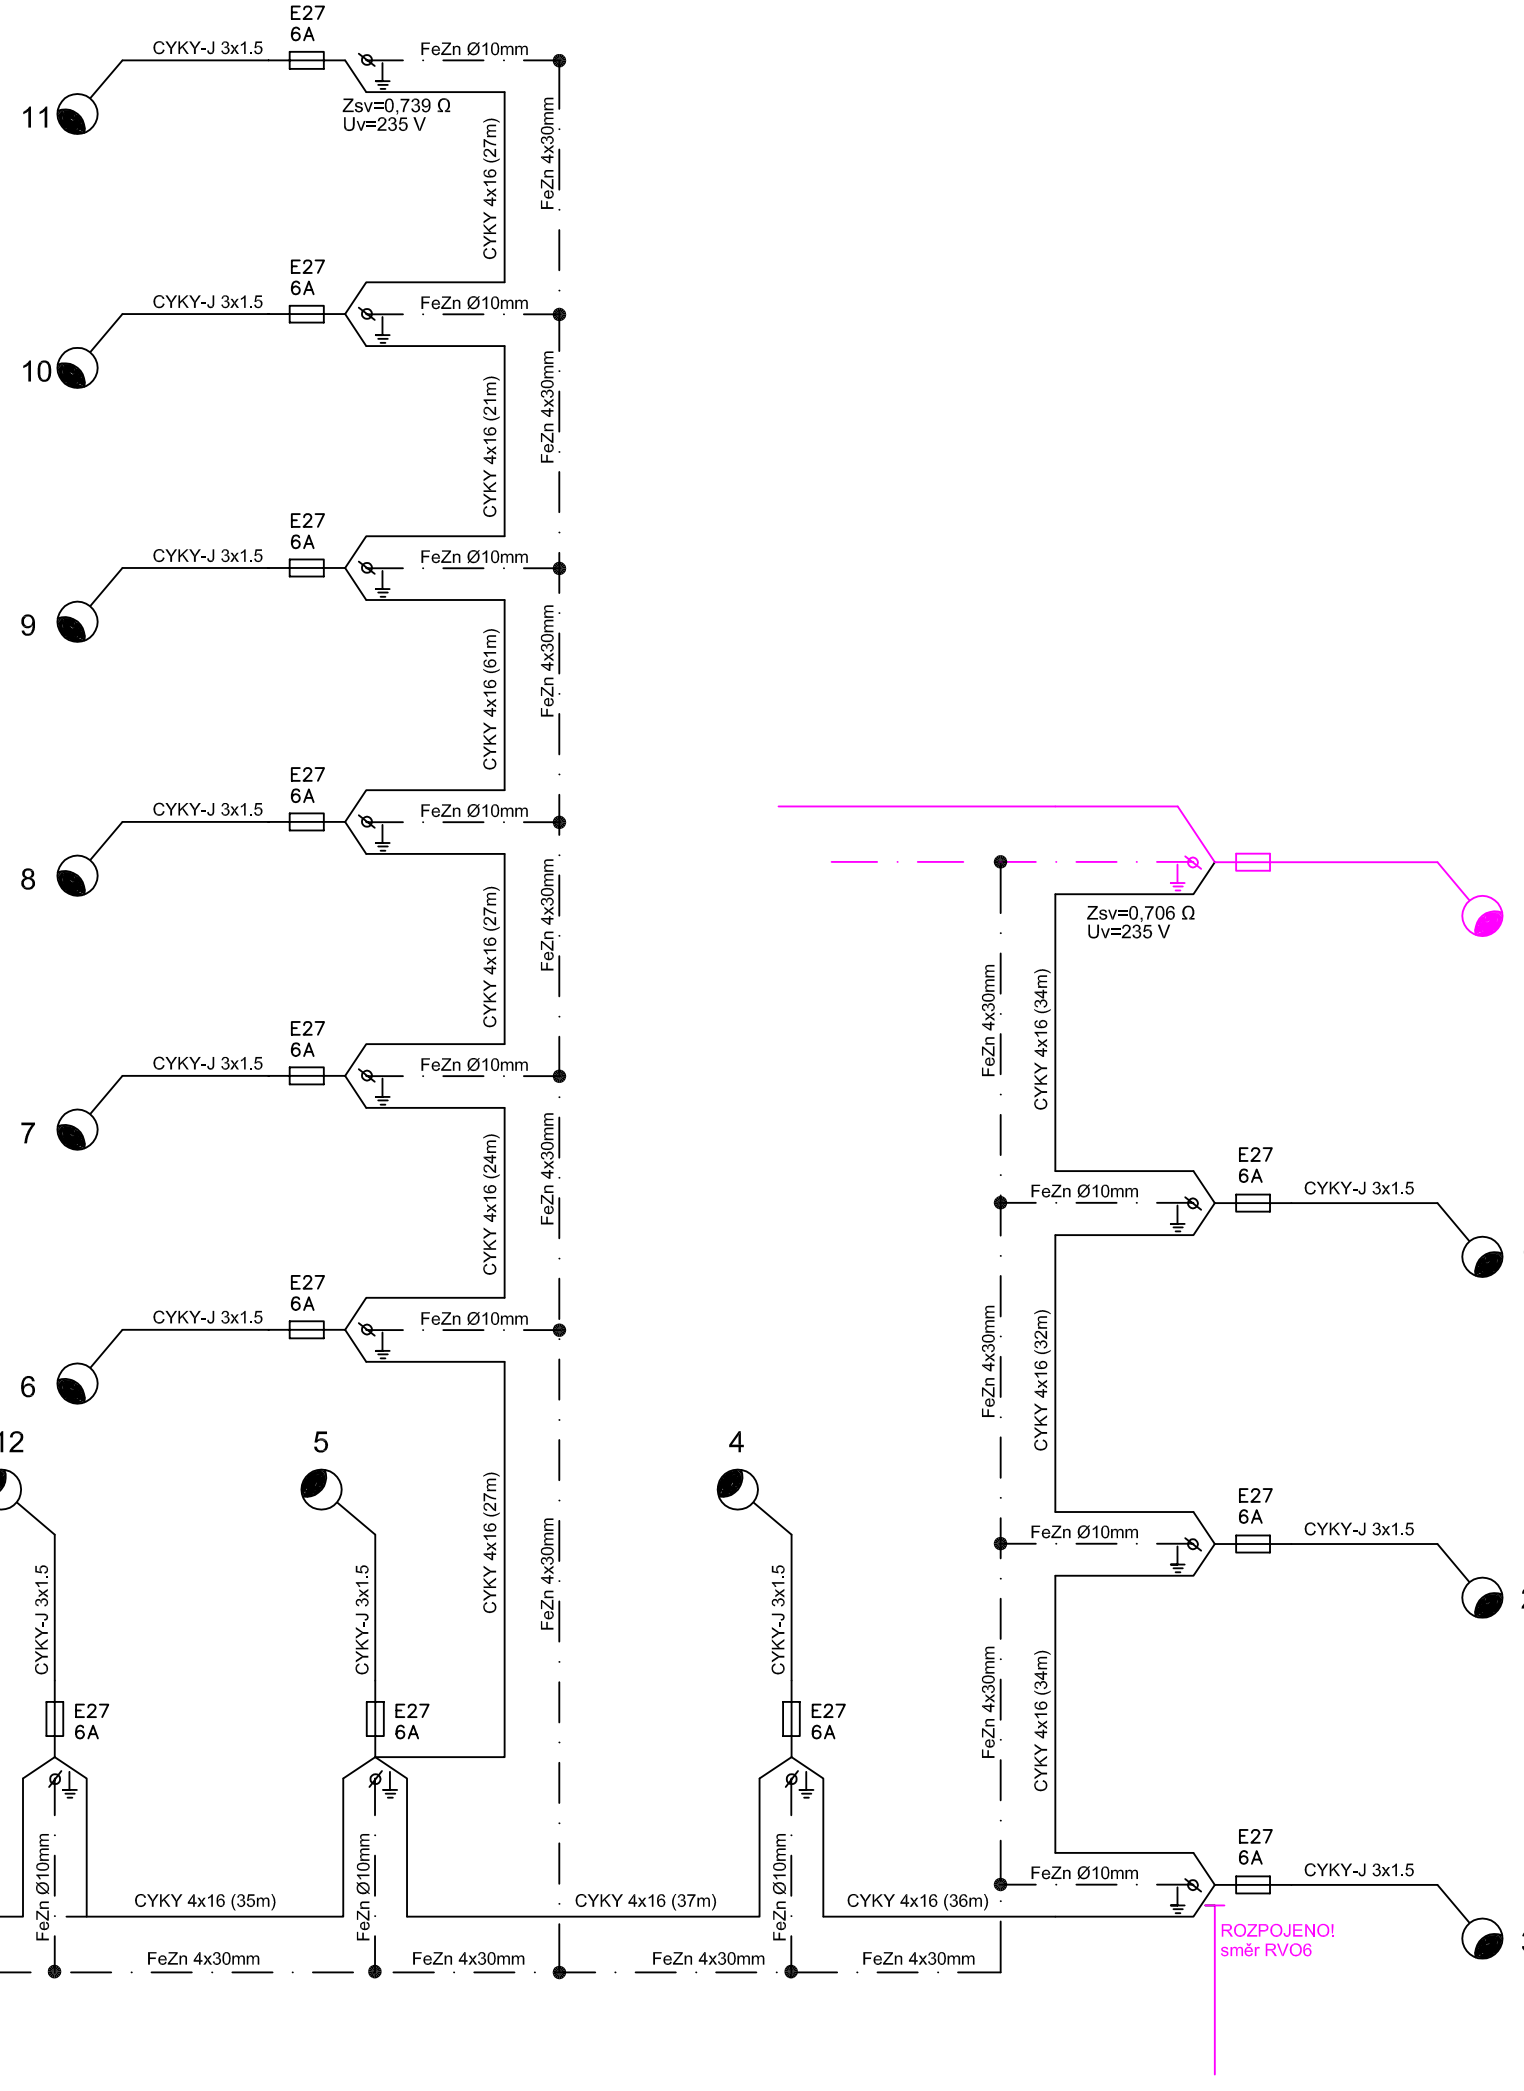 E27
6A
CYKY-J 3x1.5
FeZn Ø10mm
11
Zsv=0,739 Ω
Uv=235 V
CYKY 4x16 (27m)
FeZn 4x30mm
E27
6A
CYKY-J 3x1.5
FeZn Ø10mm
10
CYKY 4x16 (21m)
FeZn 4x30mm
E27
6A
CYKY-J 3x1.5
FeZn Ø10mm
9
CYKY 4x16 (61m)
FeZn 4x30mm
E27
6A
CYKY-J 3x1.5
FeZn Ø10mm
8
CYKY 4x16 (27m)
FeZn 4x30mm
Zsv=0,706 Ω
Uv=235 V
FeZn 4x30mm
CYKY 4x16 (34m)
E27
6A
CYKY-J 3x1.5
FeZn Ø10mm
7
CYKY 4x16 (24m)
FeZn 4x30mm
E27
6A
FeZn Ø10mm
CYKY-J 3x1.5
E27
6A
CYKY-J 3x1.5
FeZn Ø10mm
6
FeZn 4x30mm
CYKY 4x16 (32m)
12
5
4
CYKY 4x16 (27m)
FeZn 4x30mm
E27
6A
FeZn Ø10mm
CYKY-J 3x1.5
CYKY-J 3x1.5
CYKY-J 3x1.5
CYKY-J 3x1.5
E27
6A
E27
6A
E27
6A
FeZn 4x30mm
CYKY 4x16 (34m)
E27
6A
FeZn Ø10mm
CYKY-J 3x1.5
FeZn Ø10mm
FeZn Ø10mm
FeZn Ø10mm
CYKY 4x16 (35m)
CYKY 4x16 (37m)
CYKY 4x16 (36m)
ROZPOJENO!
směr RVO6
FeZn 4x30mm
FeZn 4x30mm
FeZn 4x30mm
FeZn 4x30mm